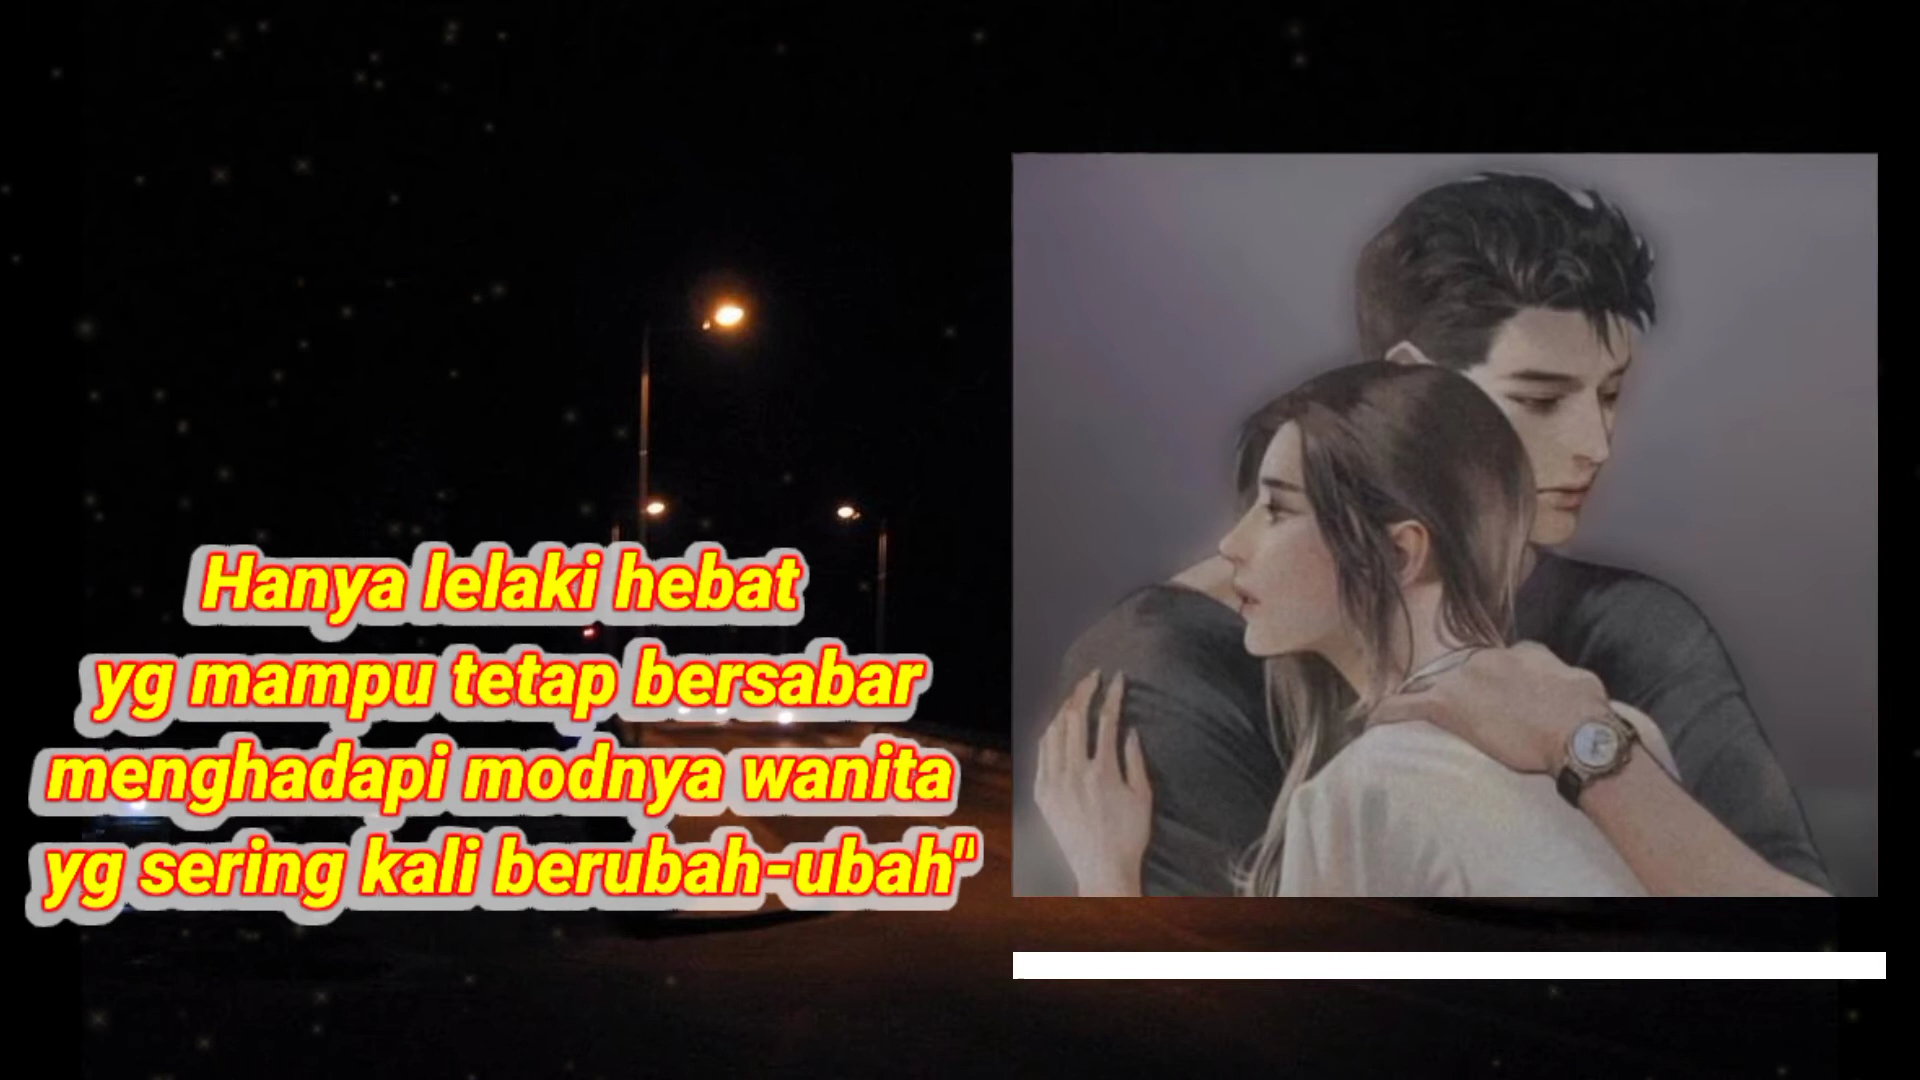 Hanya lelaki hebat
yg mampu tetap bersabar
menghadapi modnya wanita
yg sering kali berubah-ubah"